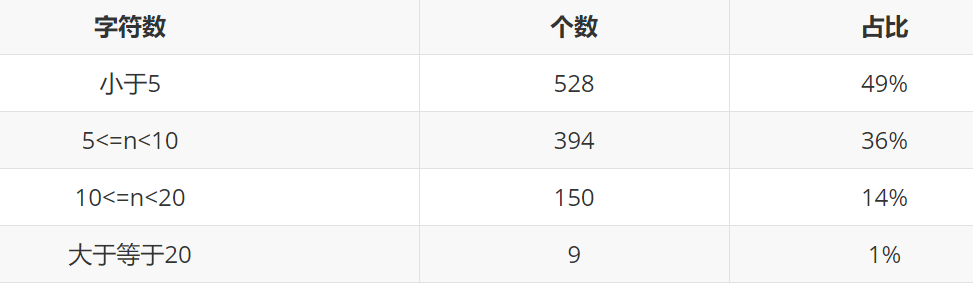 字符数 个数 占比
小于5 528 49%
5<=n<10 394 36%
10<=n<20 150 14%
大于等于20 9 1%